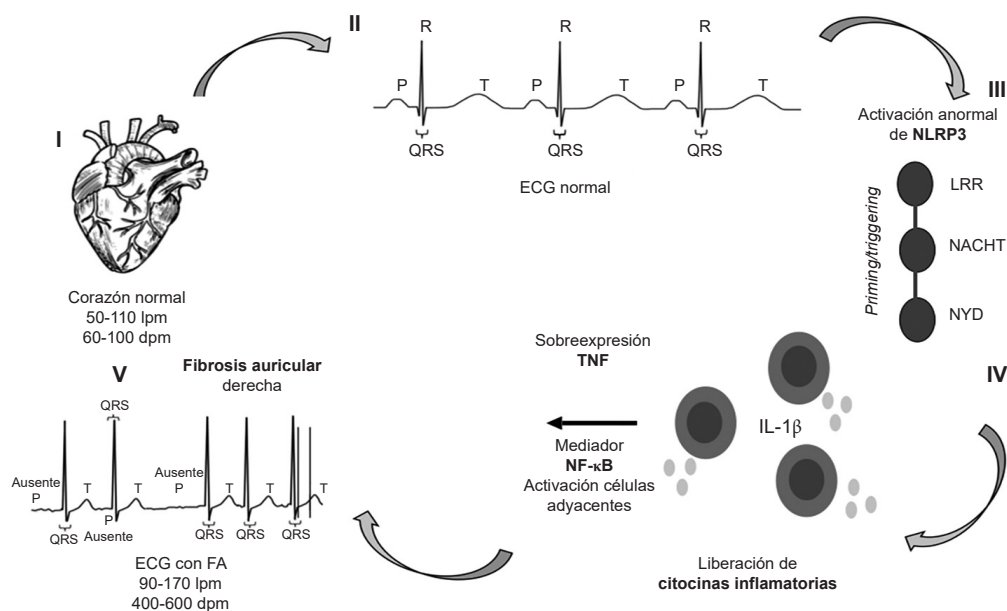 I
Corazón normal
50-110 lpm
60-100 dpm
II
R R R
P T P T P T
QRS QRS QRS
ECG normal
III
Activación anormal
de NLRP3
Priming/triggering
LRR
NACHT
NYD
IV
IL-1β
Liberación de
citocinas inflamatorias
Sobreexpresión
TNF
Mediador
NF-κB
Activación células
adyacentes
V
Fibrosis auricular
derecha
QRS
Ausente
P
T
T
Ausente
P
T
T
T
P
Ausente
QRS
QRS
QRS
QRS
ECG con FA
90-170 lpm
400-600 dpm